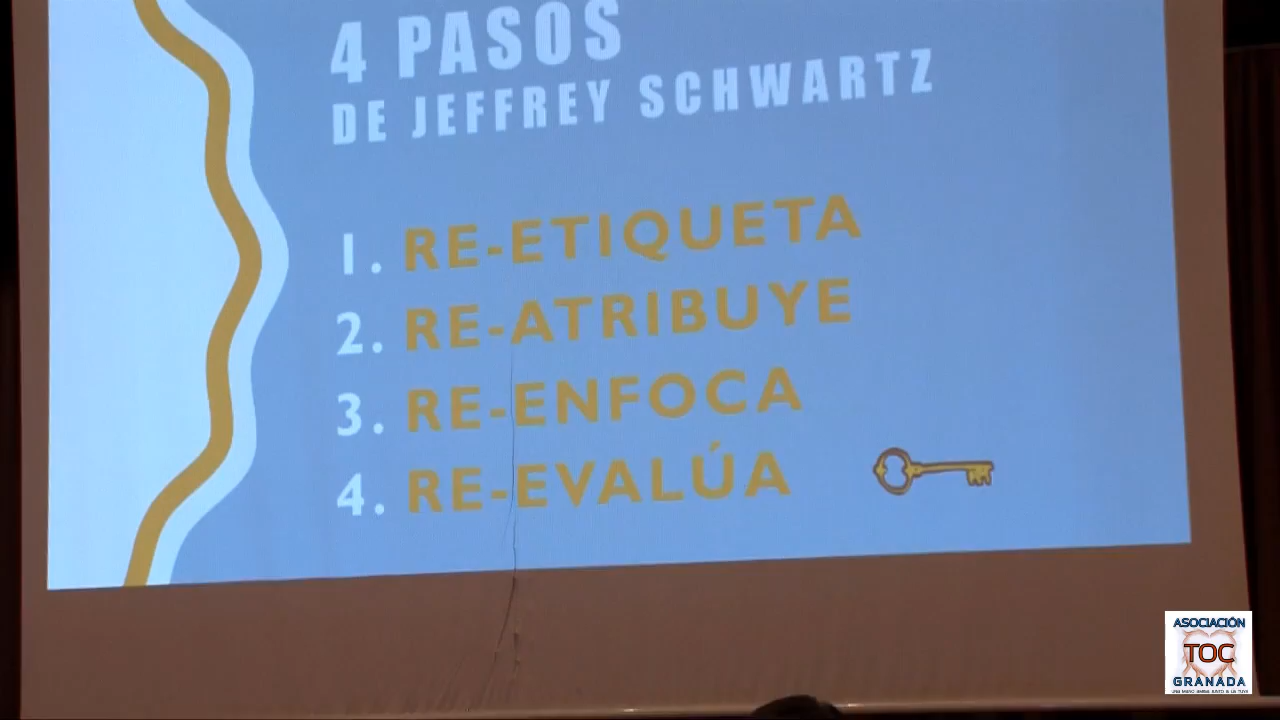 4 PASOS
DE JEFFREY SCHWARTZ
1. RE-ETIQUETA
2. RE-ATRIBUYE
3. RE-ENFOCA
4. RE-EVALÚA
ASOCIACIÓN
TOC
GRANADA